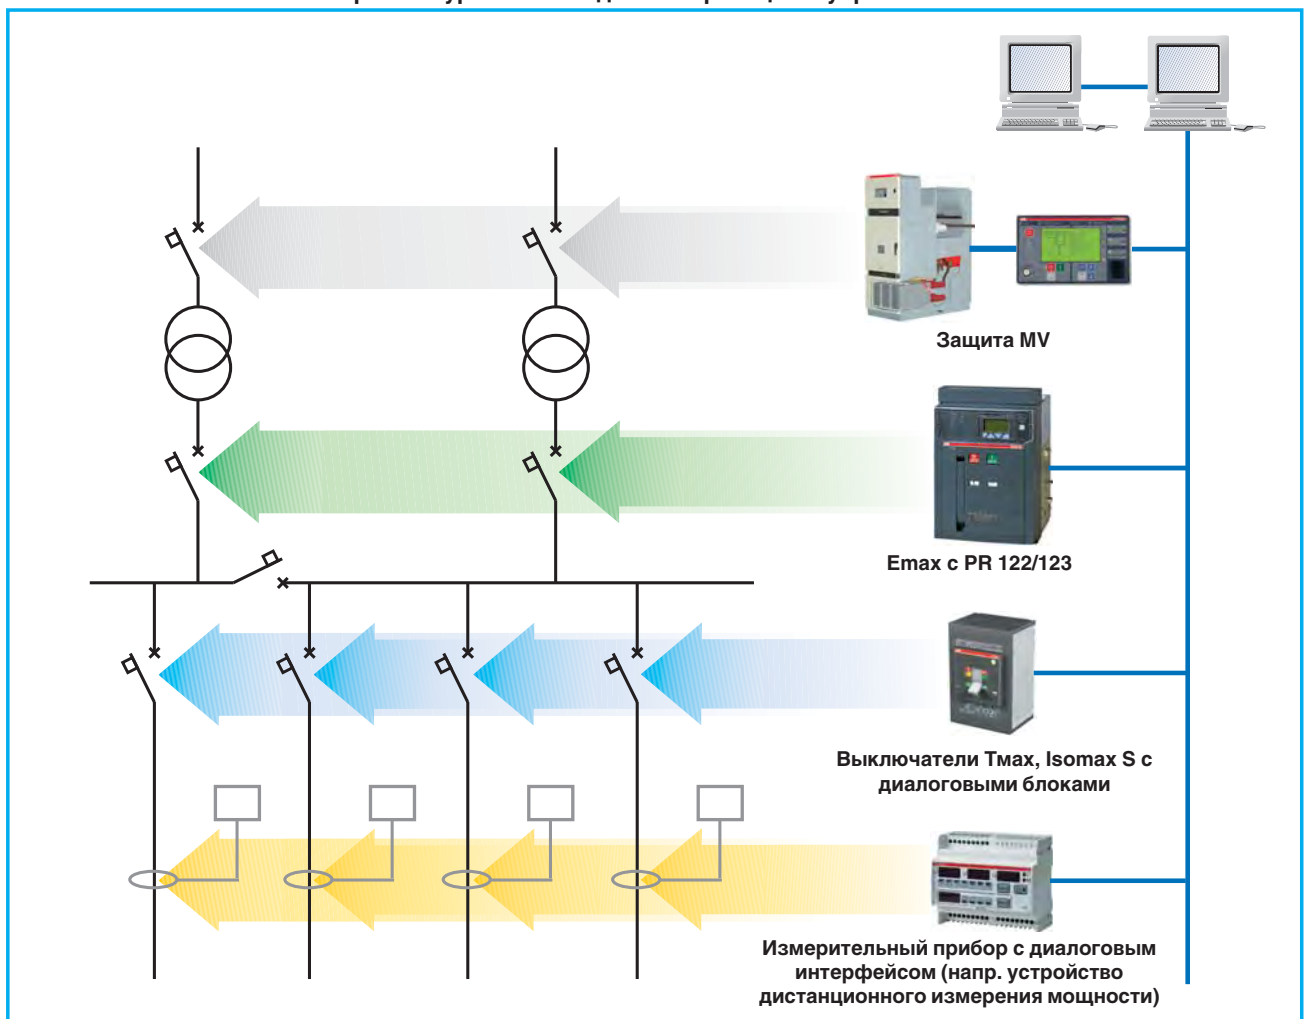 Защита MV
Emax с PR 122/123
Выключатели Тмах, Isomax S с
диалоговыми блоками
Измерительный прибор с диалоговым
интерфейсом (напр. устройство
дистанционного измерения мощности)